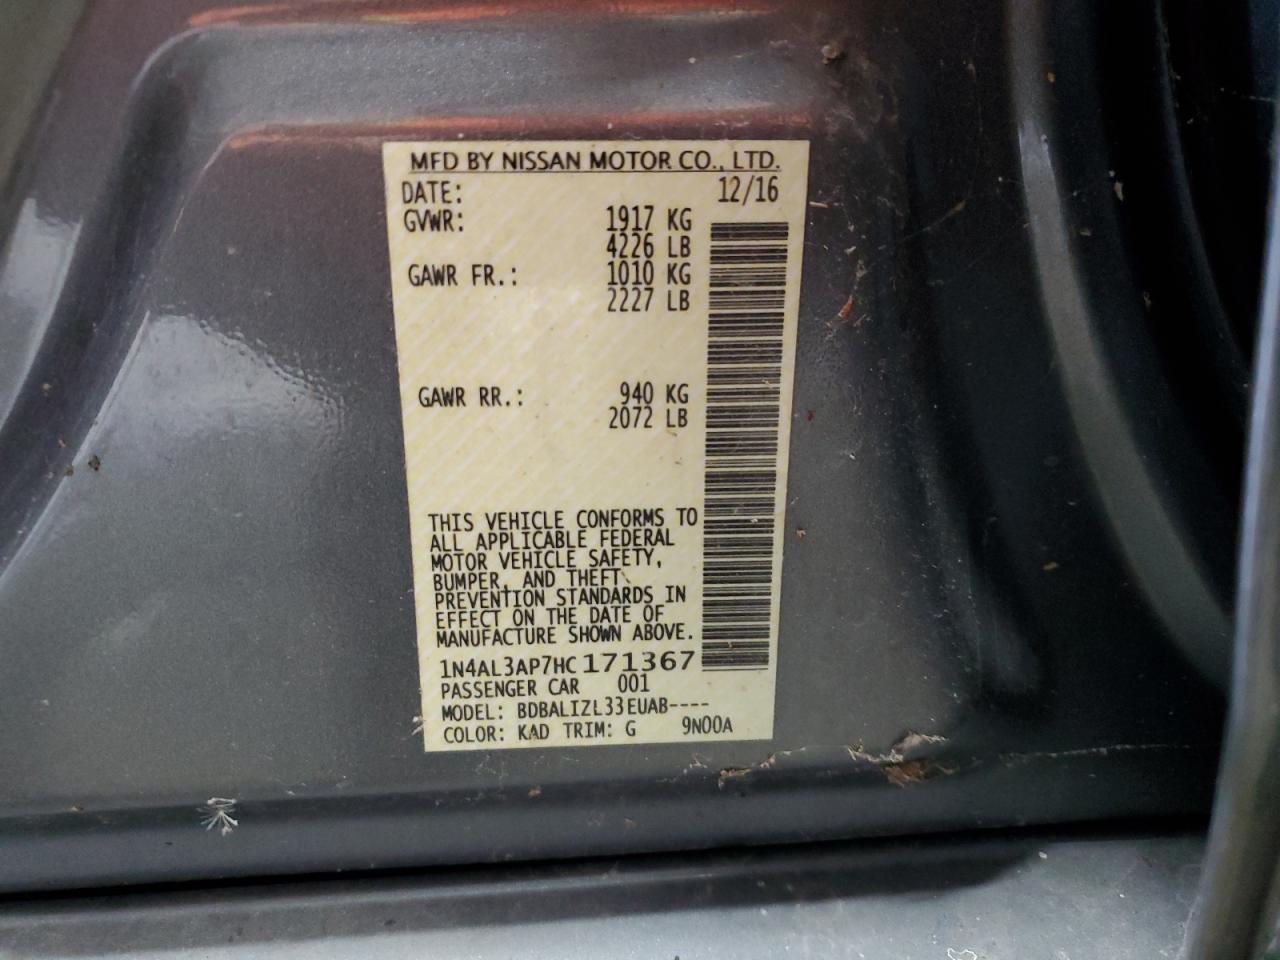 MFD BY NISSAN MOTOR CO., LTD.
DATE: 12/16
GVWR: 1917 KG
4226 LB
GAWR FR.: 1010 KG
2227 LB
GAWR RR.: 940 KG
2072 LB
THIS VEHICLE CONFORMS TO
ALL APPLICABLE FEDERAL
MOTOR VEHICLE SAFETY,
BUMPER, AND THEFT
PREVENTION STANDARDS IN
EFFECT ON THE DATE OF
MANUFACTURE SHOWN ABOVE.
1N4AL3AP7HC171367
PASSENGER CAR 001
MODEL: BDBALIZL33EUAB----
COLOR: KAD TRIM: G 9N00A